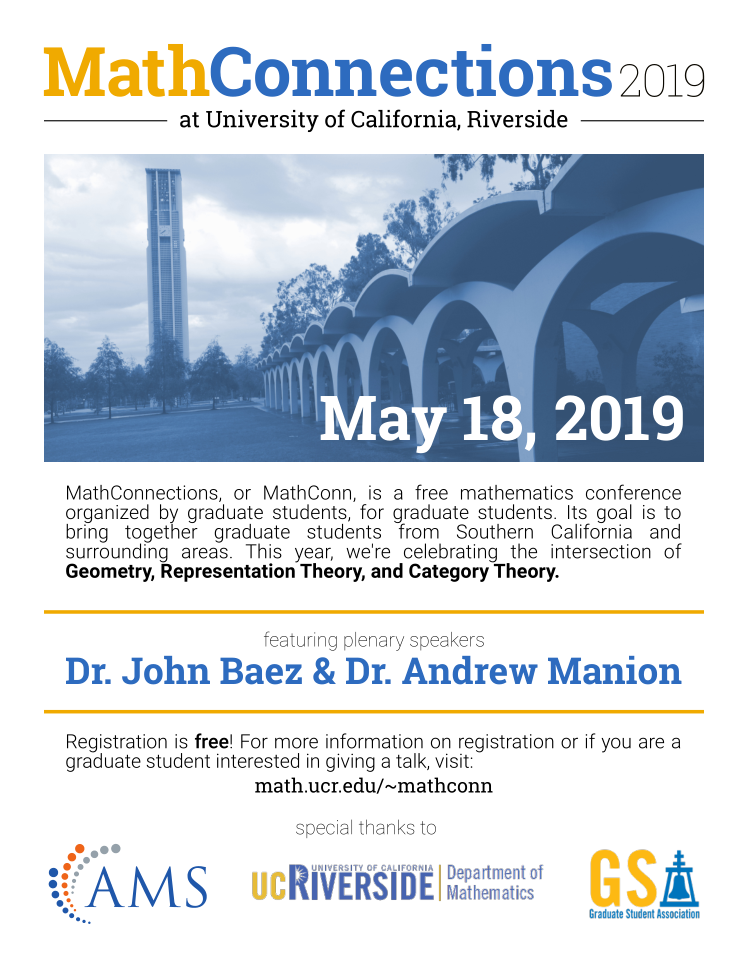 MathConnections 2019
at University of California, Riverside
May 18, 2019
MathConnections, or MathConn, is a free mathematics conference
organized by graduate students, for graduate students. Its goal is to
bring together graduate students from Southern California and
surrounding areas. This year, we're celebrating the intersection of
Geometry, Representation Theory, and Category Theory.
featuring plenary speakers
Dr. John Baez & Dr. Andrew Manion
Registration is free! For more information on registration or if you are a
graduate student interested in giving a talk, visit:
math.ucr.edu/~mathconn
special thanks to
AMS
UNIVERSITY OF CALIFORNIA
UCRIVERSIDE
Department of
Mathematics
GSA
Graduate Student Association